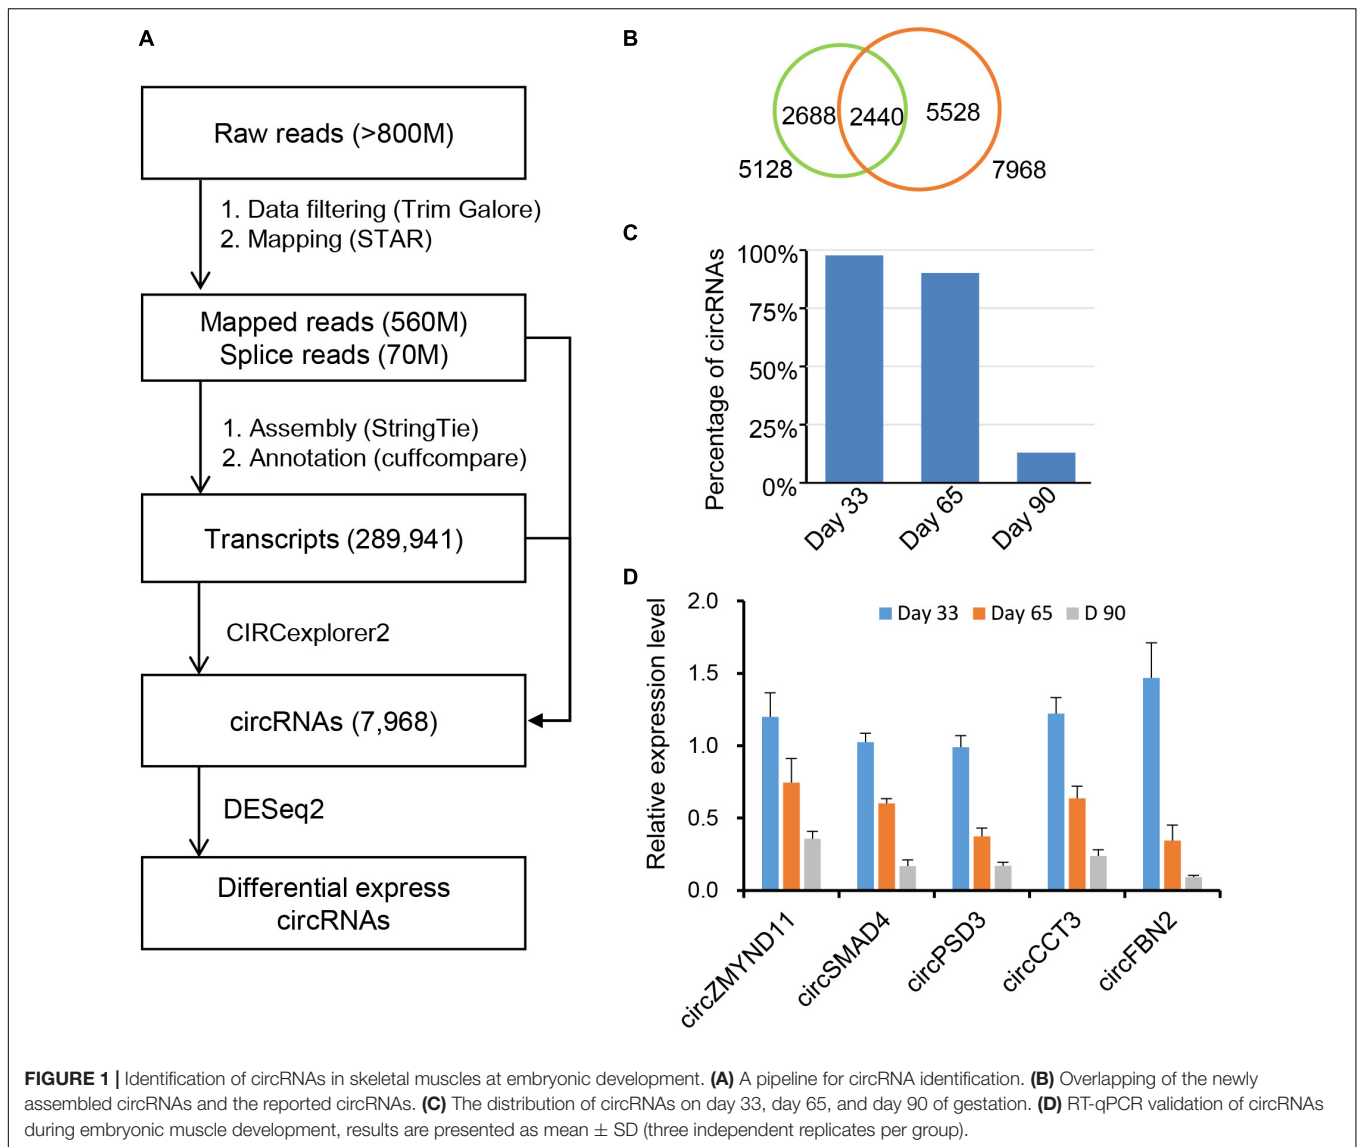 A
Raw reads (>800M)
1. Data filtering (Trim Galore)
2. Mapping (STAR)
Mapped reads (560M)
Splice reads (70M)
1. Assembly (StringTie)
2. Annotation (cuffcompare)
Transcripts (289,941)
CIRCexplorer2
circRNAs (7,968)
DESeq2
Differential express
circRNAs
B
2688
2440
5528
5128
7968
C
Percentage of circRNAs
100%
75%
50%
25%
0%
Day 33
Day 65
Day 90
D
Relative expression level
2.0
1.5
1.0
0.5
0.0
Day 33
Day 65
D 90
circZMYND11
circSMAD4
circPSD3
circCCT3
circFBN2
FIGURE 1 | Identification of circRNAs in skeletal muscles at embryonic development. (A) A pipeline for circRNA identification. (B) Overlapping of the newly
assembled circRNAs and the reported circRNAs. (C) The distribution of circRNAs on day 33, day 65, and day 90 of gestation. (D) RT-qPCR validation of circRNAs
during embryonic muscle development, results are presented as mean ± SD (three independent replicates per group).